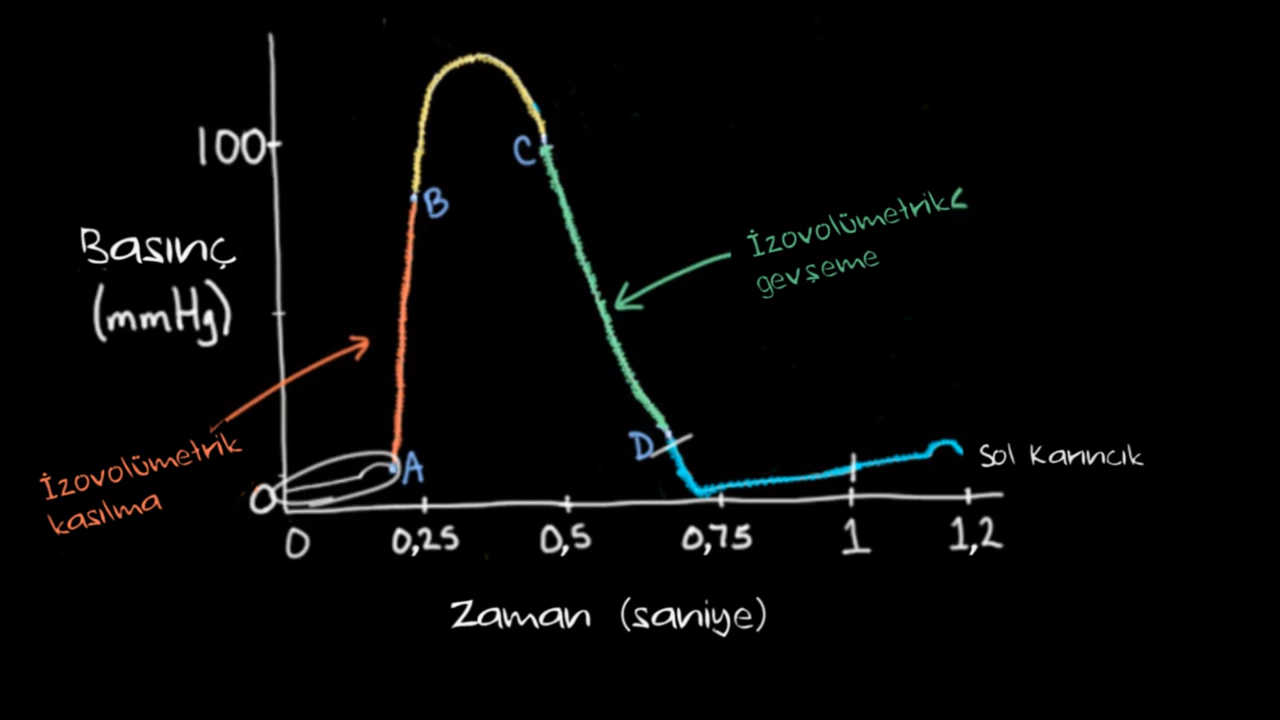 100
B
C
İzovolümetrik
gevşeme
Basınç
(mmHg)
İzovolümetrik
kasılma
A
D
Sol Karıncık
0
0 0,25 0,5 0,75 1 1,2
Zaman (saniye)